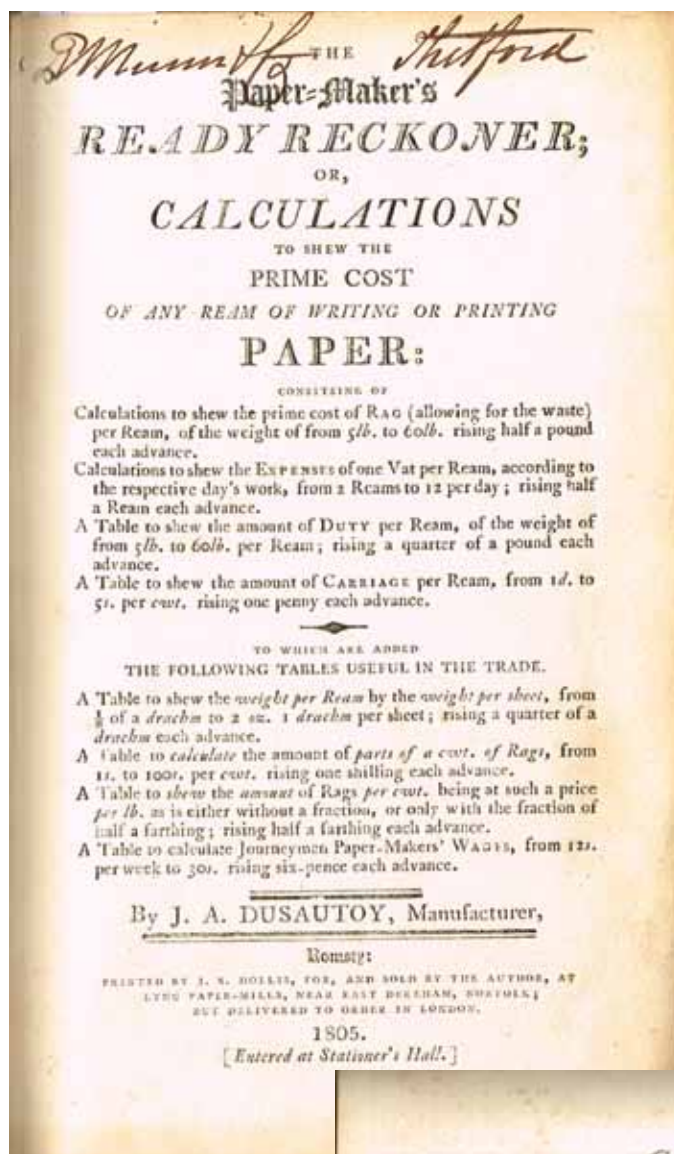 THE Thetford
Paper-Maker's
READY RECKONER;
OR,
CALCULATIONS
TO SHEW THE
PRIME COST
OF ANY REAM OF WRITING OR PRINTING
PAPER:
CONSISTING OF
Calculations to shew the prime cost of RAG (allowing for the waste)
per Ream, of the weight of from 5lb. to 60lb. rising half a pound
each advance.
Calculations to shew the EXPENSES of one Vat per Ream, according to
the respective day's work, from 2 Reams to 12 per day; rising half
a Ream each advance.
A Table to shew the amount of DUTY per Ream, of the weight of
from 5lb. to 60lb. per Ream; rising a quarter of a pound each
advance.
A Table to shew the amount of CARRIAGE per Ream, from 1d. to
5s. per cwt. rising one penny each advance.
TO WHICH ARE ADDED
THE FOLLOWING TABLES USEFUL IN THE TRADE.
A Table to shew the weight per Ream by the weight per sheet, from
of a drachm to 2 oz. 1 drachm per sheet; rising a quarter of a
drachm each advance.
A Table to calculate the amount of parts of a cwt. of Rags, from
1s. to 100s. per cwt. rising one shilling each advance.
A Table to shew the amount of Rags per cwt. being at such a price
per lb. as is either without a fraction, or only with the fraction of
half a farthing; rising half a farthing each advance.
A Table to calculate Journeymen Paper-Makers' WAGES, from 12s.
per week to 30s. rising six-pence each advance.
By J. A. DUSAUTOY, Manufacturer,
Romsey:
PRINTED BY J. S. HOLLIS, FOR, AND SOLD BY THE AUTHOR, AT
LYNG PAPER-MILLS, NEAR EAST DEREHAM, NORFOLK;
BUT DELIVERED TO ORDER IN LONDON.
1805.
[Entered at Stationer's Hall.]